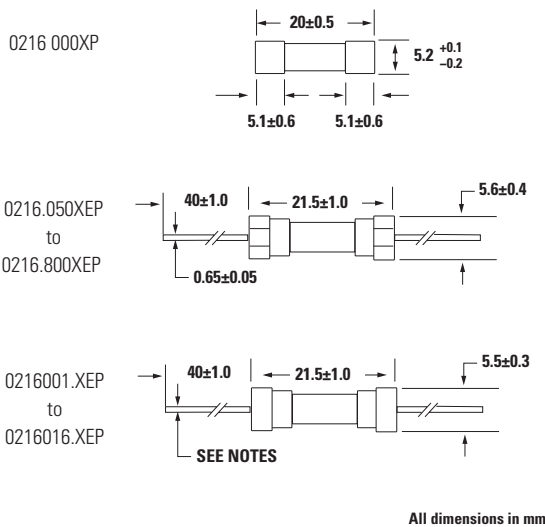 0216 000XP
20±0.5
5.2 +0.1 −0.2
5.1±0.6 5.1±0.6
0216.050XEP
to
0216.800XEP
40±1.0 21.5±1.0 5.6±0.4
0.65±0.05
0216001.XEP
to
0216016.XEP
40±1.0 21.5±1.0 5.5±0.3
SEE NOTES
All dimensions in mm